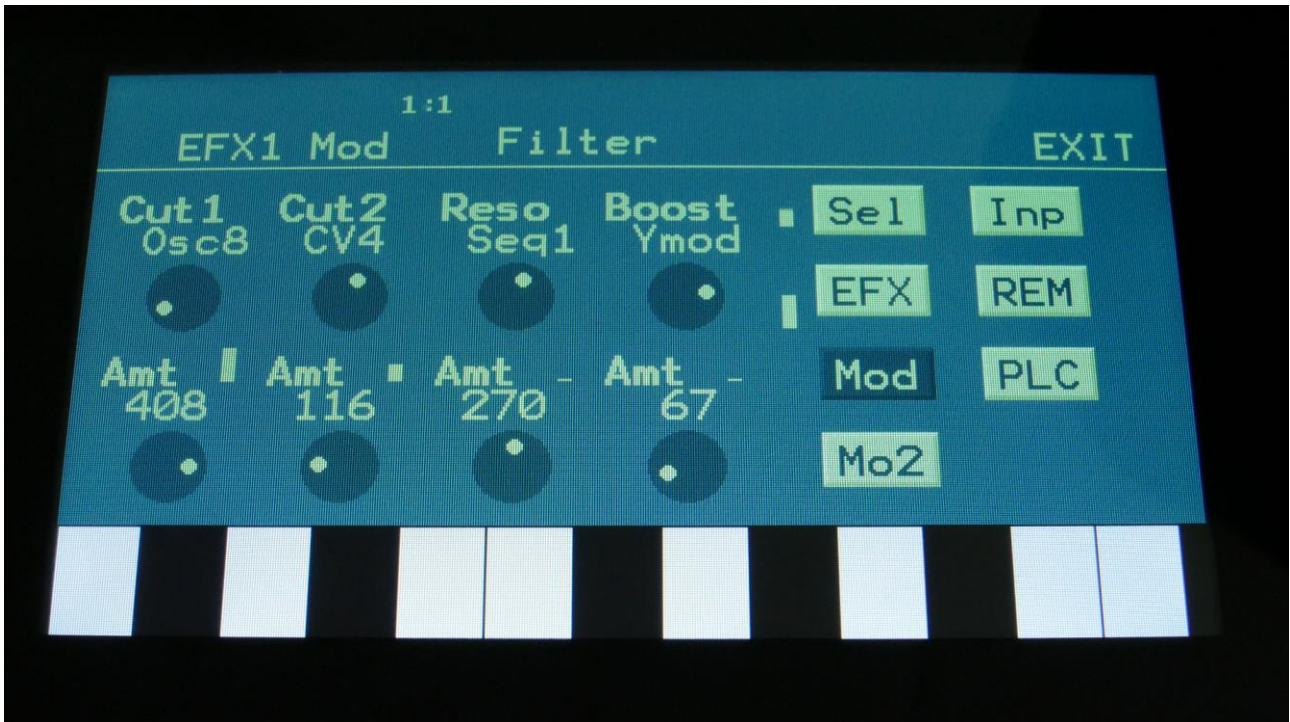 1:1
EFX1 Mod Filter EXIT
Cut1 Cut2 Reso Boost Sel Inp
Osc8 CV4 Seq1 Ymod
EFX REM
Amt Amt Amt Amt Mod PLC
408 116 270 67
Mo2